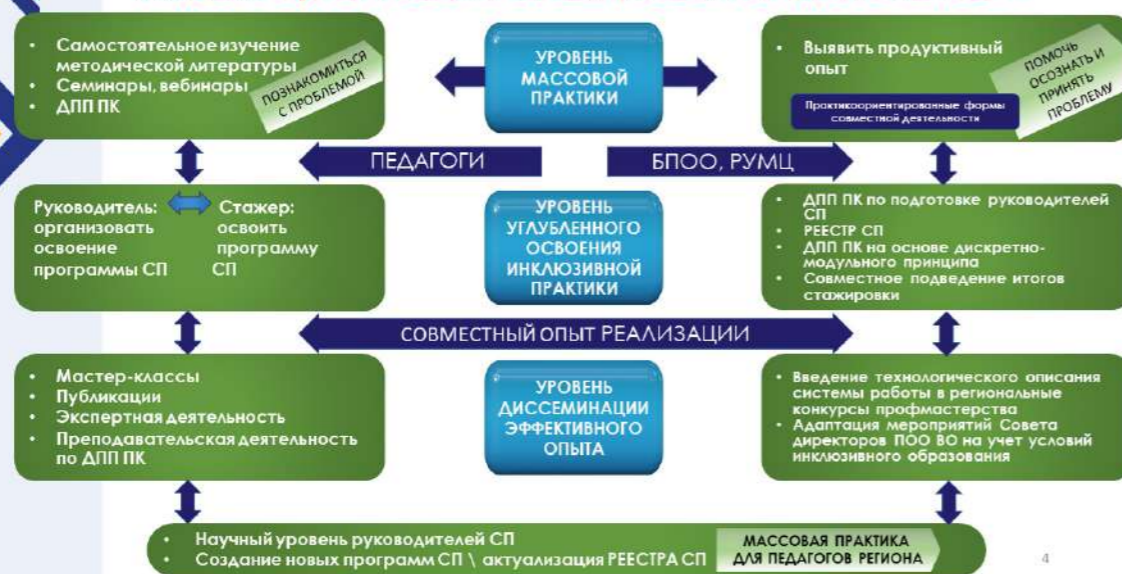 Самостоятельное изучение
методической литературы
Семинары, вебинары
ДПП ПК
ПОЗНАКОМИТЬСЯ
С ПРОБЛЕМОЙ
УРОВЕНЬ
МАССОВОЙ
ПРАКТИКИ
Выявить продуктивный
опыт
Практикоориентированные формы
совместной деятельности
ПОМОЧЬ
ОСОЗНАТЬ И
ПРИНЯТЬ
ПРОБЛЕМУ
ПЕДАГОГИ
БПОО, РУМЦ
Руководитель:
организовать
освоение
программы СП
Стажер:
освоить
программу
СП
УРОВЕНЬ
УГЛУБЛЕННОГО
ОСВОЕНИЯ
ИНКЛЮЗИВНОЙ
ПРАКТИКИ
ДПП ПК по подготовке руководителей
СП
РЕЕСТР СП
ДПП ПК на основе дискретно-
модульного принципа
Совместное подведение итогов
стажировки
СОВМЕСТНЫЙ ОПЫТ РЕАЛИЗАЦИИ
Мастер-классы
Публикации
Экспертная деятельность
Преподавательская деятельность
по ДПП ПК
УРОВЕНЬ
ДИССЕМИНАЦИИ
ЭФФЕКТИВНОГО
ОПЫТА
Введение технологического описания
системы работы в региональные
конкурсы профмастерства
Адаптация мероприятий Совета
директоров ПОО ВО на учет условий
инклюзивного образования
Научный уровень руководителей СП
Создание новых программ СП \ актуализация РЕЕСТРА СП
МАССОВАЯ ПРАКТИКА
ДЛЯ ПЕДАГОГОВ РЕГИОНА
4